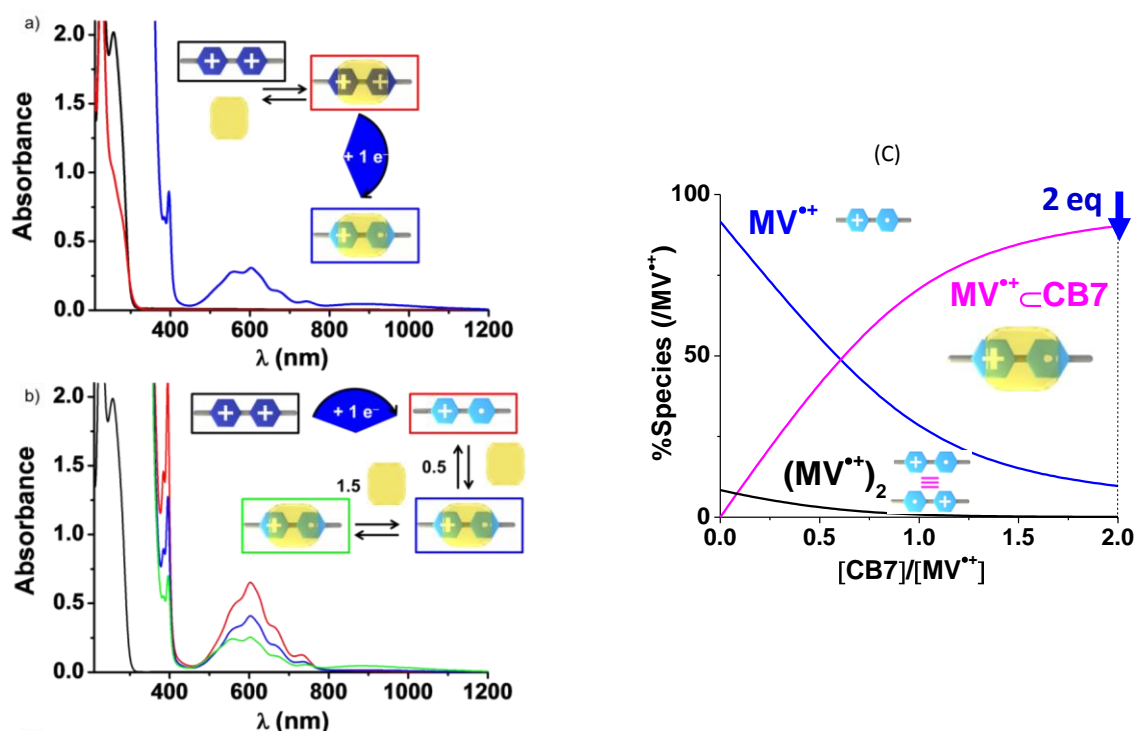 a)
2.0
1.5
1.0
0.5
0.0
Absorbance
+ 1 e⁻
400 600 800 1000 1200
λ (nm)
b)
2.0
1.5
1.0
0.5
0.0
Absorbance
+ 1 e⁻
0.5
1.5
400 600 800 1000 1200
λ (nm)
(C)
100
50
0
%Species (/MV•+)
MV•+
2 eq
MV•+⊂CB7
(MV•+)2
0.0 0.5 1.0 1.5 2.0
[CB7]/[MV•+]